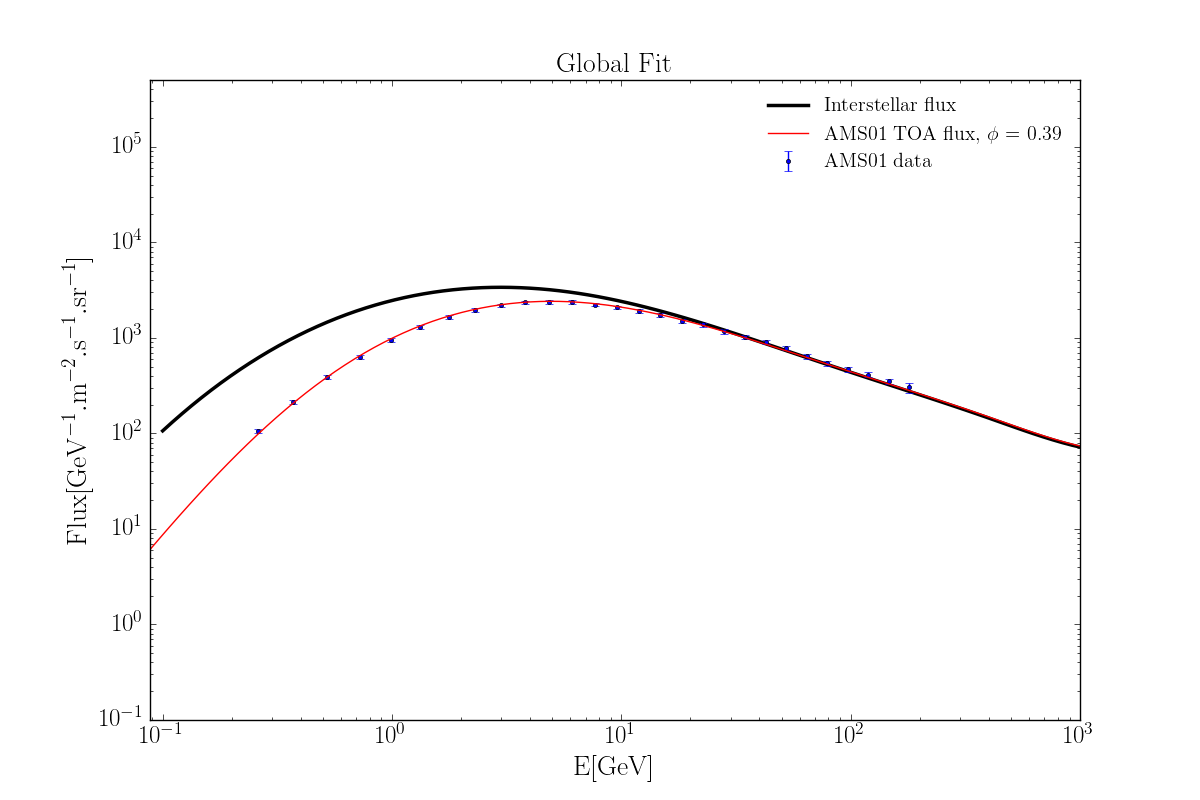 Global Fit
Interstellar flux
AMS01 TOA flux, ϕ = 0.39
AMS01 data
Flux[GeV⁻¹.m⁻².s⁻¹.sr⁻¹]
10⁵
10⁴
10³
10²
10¹
10⁰
10⁻¹
10⁻¹ 10⁰ 10¹ 10² 10³
E[GeV]